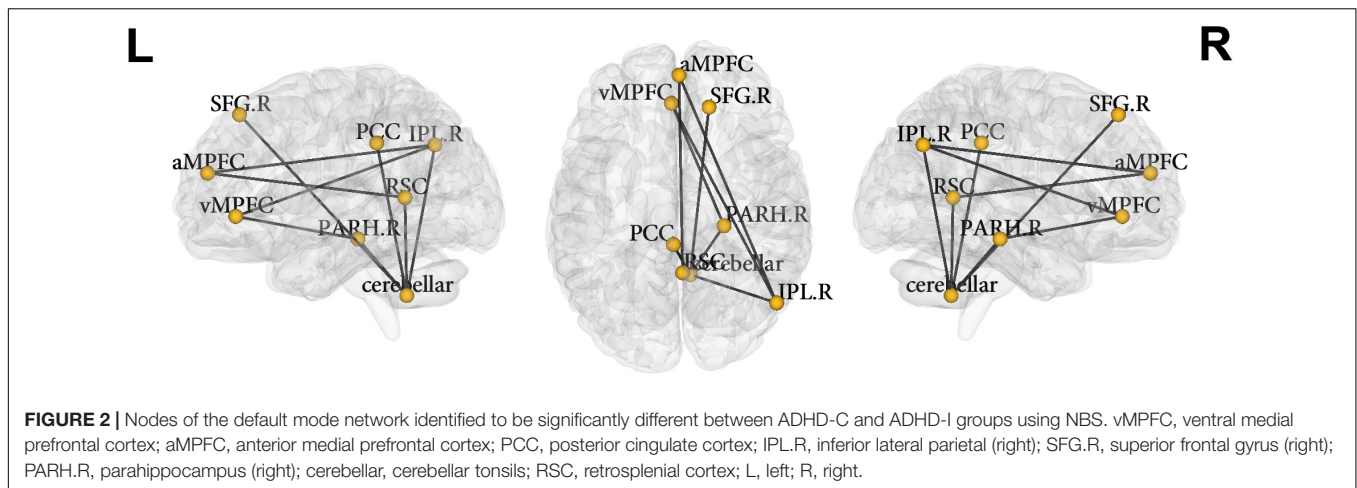 L
R
SFG.R
PCC
IPL.R
aMPFC
RSC
vMPFC
PARH.R
cerebellar
aMPFC
vMPFC
SFG.R
PARH.R
PCC
RSC
cerebellar
IPL.R
SFG.R
IPL.R
PCC
aMPFC
RSC
vMPFC
PARH.R
cerebellar
FIGURE 2 | Nodes of the default mode network identified to be significantly different between ADHD-C and ADHD-I groups using NBS. vMPFC, ventral medial
prefrontal cortex; aMPFC, anterior medial prefrontal cortex; PCC, posterior cingulate cortex; IPL.R, inferior lateral parietal (right); SFG.R, superior frontal gyrus (right);
PARH.R, parahippocampus (right); cerebellar, cerebellar tonsils; RSC, retrosplenial cortex; L, left; R, right.